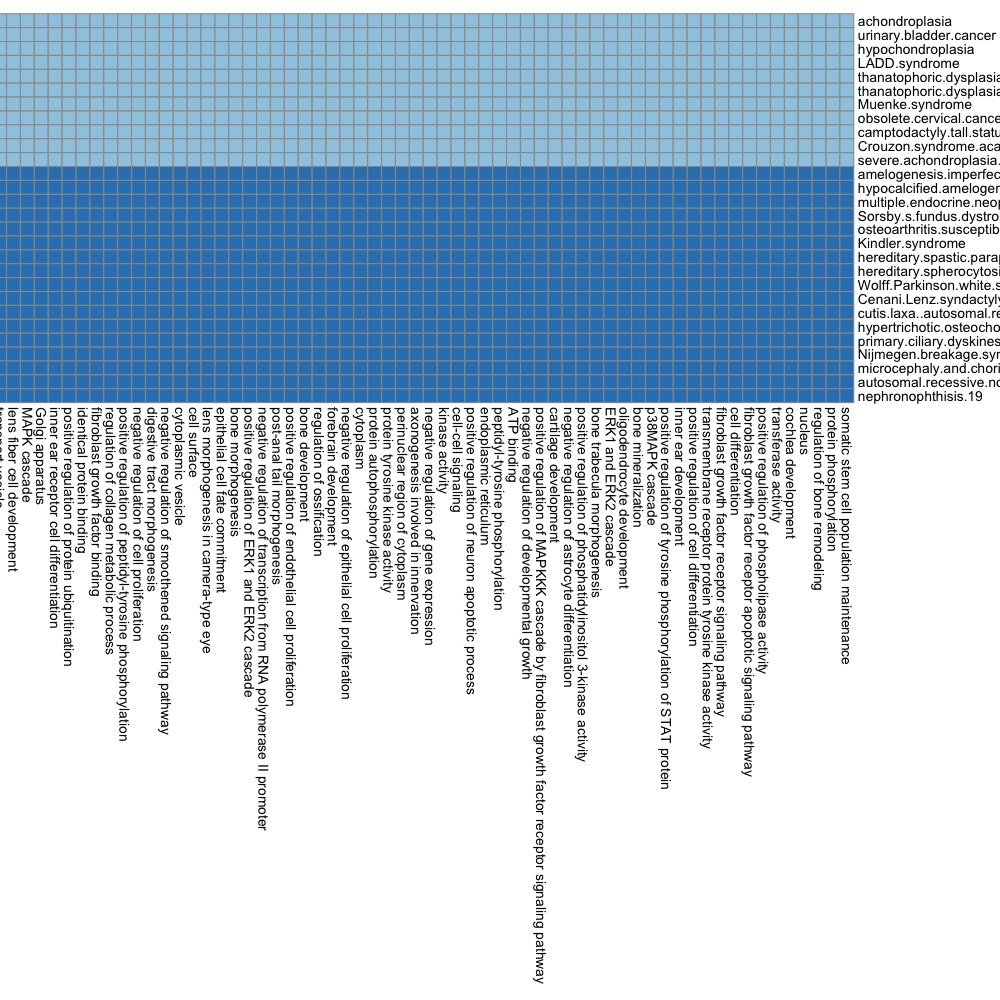 achondroplasia
urinary.bladder.cancer
hypochondroplasia
LADD.syndrome
thanatophoric.dysplasia
thanatophoric.dysplasia
Muenke.syndrome
obsolete.cervical.cance
camptodactyly.tall.statu
Crouzon.syndrome.aca
severe.achondroplasia.
amelogenesis.imperfec
hypocalcified.ameloger
multiple.endocrine.neop
Sorsby.s.fundus.dystro
osteoarthritis.susceptib
Kindler.syndrome
hereditary.spastic.parap
hereditary.spherocytosi
Wolff.Parkinson.white.s
Cenani.Lenz.syndactyly
cutis.laxa..autosomal.re
hypertrichotic.osteocho
primary.ciliary.dyskines
Nijmegen.breakage.syn
microcephaly.and.chori
autosomal.recessive.no
nephronophthisis.19
transport vesicle
lens fiber cell development
MAPK cascade
Golgi apparatus
inner ear receptor cell differentiation
positive regulation of protein ubiquitination
identical protein binding
fibroblast growth factor binding
regulation of collagen metabolic process
positive regulation of peptidyl-tyrosine phosphorylation
negative regulation of cell proliferation
digestive tract morphogenesis
negative regulation of smoothened signaling pathway
cytoplasmic vesicle
cell surface
lens morphogenesis in camera-type eye
epithelial cell fate commitment
bone morphogenesis
positive regulation of ERK1 and ERK2 cascade
negative regulation of transcription from RNA polymerase II promoter
post-anal tail morphogenesis
positive regulation of endothelial cell proliferation
bone development
regulation of ossification
forebrain development
negative regulation of epithelial cell proliferation
cytoplasm
protein autophosphorylation
protein tyrosine kinase activity
perinuclear region of cytoplasm
axonogenesis involved in innervation
negative regulation of gene expression
kinase activity
cell-cell signaling
positive regulation of neuron apoptotic process
endoplasmic reticulum
peptidyl-tyrosine phosphorylation
ATP binding
negative regulation of developmental growth
positive regulation of MAPKKK cascade by fibroblast growth factor receptor signaling pathway
cartilage development
negative regulation of astrocyte differentiation
positive regulation of phosphatidylinositol 3-kinase activity
bone trabecula morphogenesis
ERK1 and ERK2 cascade
oligodendrocyte development
bone mineralization
p38MAPK cascade
positive regulation of tyrosine phosphorylation of STAT protein
inner ear development
positive regulation of cell differentiation
transmembrane receptor protein tyrosine kinase activity
fibroblast growth factor receptor signaling pathway
cell differentiation
fibroblast growth factor receptor apoptotic signaling pathway
positive regulation of phospholipase activity
transferase activity
cochlea development
nucleus
regulation of bone remodeling
protein phosphorylation
somatic stem cell population maintenance